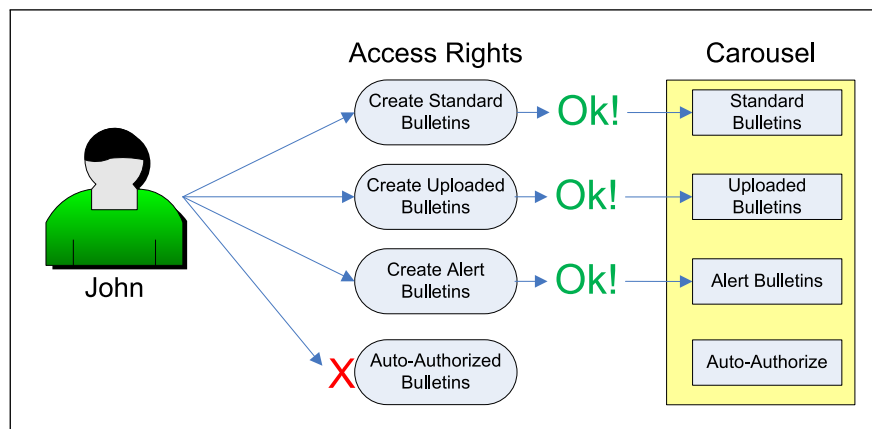 Access Rights
Carousel
Create Standard
Bulletins
Ok!
Standard
Bulletins
Create Uploaded
Bulletins
Ok!
Uploaded
Bulletins
John
Create Alert
Bulletins
Ok!
Alert Bulletins
X
Auto-Authorized
Bulletins
Auto-Authorize